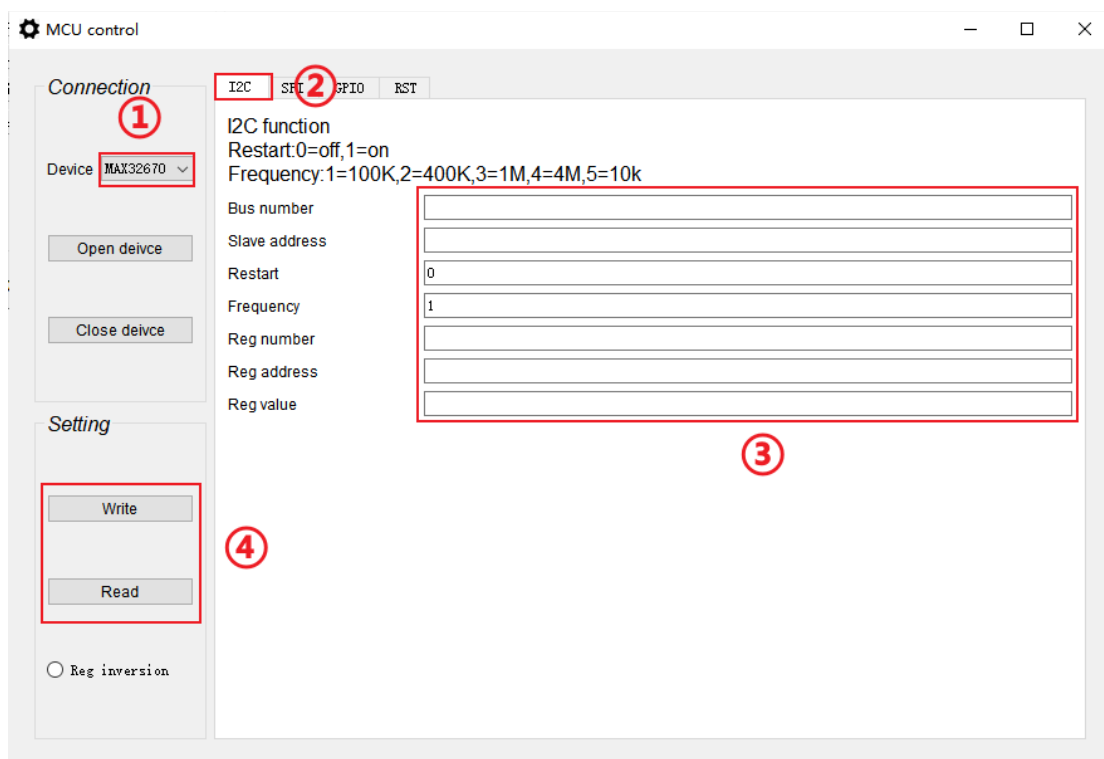 MCU control
Connection
①
Device MAX32670
Open deivce
Close deivce
Setting
Write
④
Read
Reg inversion
I2C SPI ② GPIO RST
I2C function
Restart:0=off,1=on
Frequency:1=100K,2=400K,3=1M,4=4M,5=10k
Bus number
Slave address
Restart 0
Frequency 1
Reg number
Reg address
Reg value
③